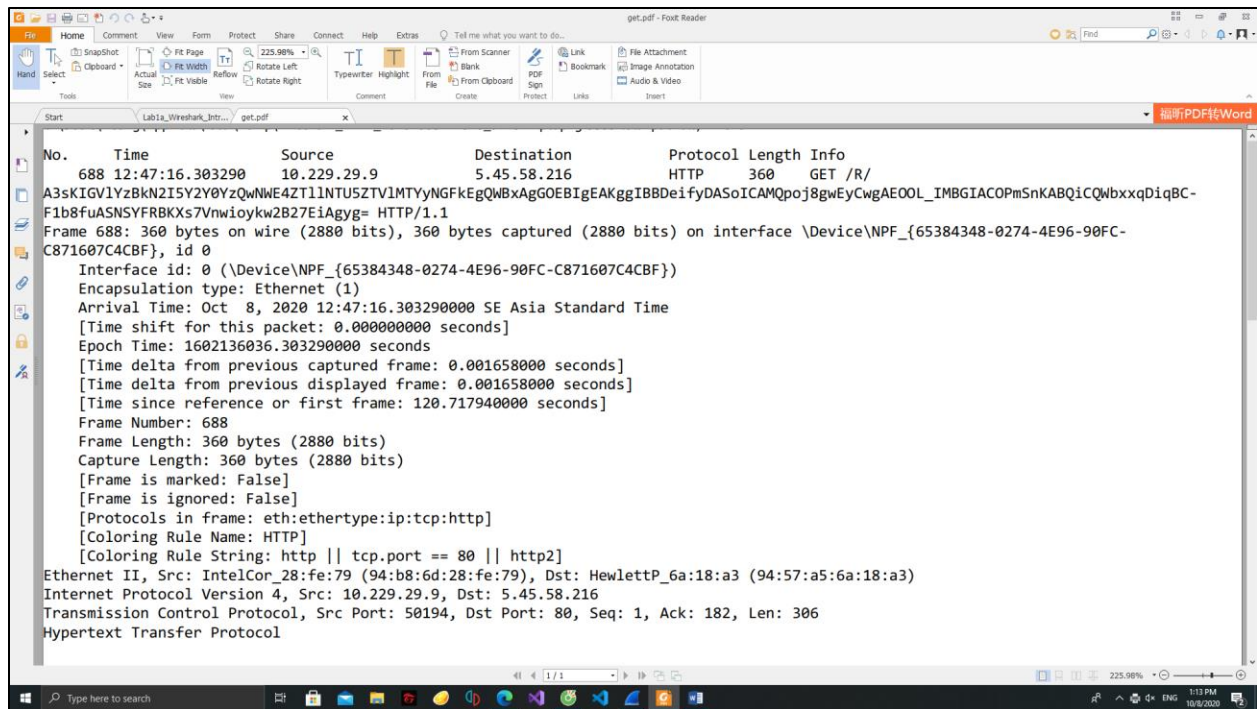 get.pdf - Foxit Reader
File Home Comment View Form Protect Share Connect Help Extras Tell me what you want to do... Find
Hand Select SnapShot Clipboard Actual Size Fit Page Fit Width Fit Visible Reflow 225.98% Rotate Left Rotate Right Typewriter Highlight From File From Scanner Blank From Clipboard PDF Sign Link Bookmark File Attachment Image Annotation Audio & Video
Tools View Comment Create Protect Links Insert
Start Lab1a_Wireshark_Intr... get.pdf 福昕PDF转Word
No. Time Source Destination Protocol Length Info
688 12:47:16.303290 10.229.29.9 5.45.58.216 HTTP 360 GET /R/
A3sKIGVlYzBkN2I5Y2Y0YzQwNWE4ZTllNTU5ZTVlMTYyNGFkEgQWBxAgGOEBIgEAKggIBBDeifyDASoICAMQpoj8gwEyCwgAEOOL_IMBGIACOPmSnKABQiCQWbxxqDiqBC-
F1b8fuASNSYFRBKXs7Vnwioykw2B27EiAgyg= HTTP/1.1
Frame 688: 360 bytes on wire (2880 bits), 360 bytes captured (2880 bits) on interface \Device\NPF_{65384348-0274-4E96-90FC-
C871607C4CBF}, id 0
Interface id: 0 (\Device\NPF_{65384348-0274-4E96-90FC-C871607C4CBF})
Encapsulation type: Ethernet (1)
Arrival Time: Oct 8, 2020 12:47:16.303290000 SE Asia Standard Time
[Time shift for this packet: 0.000000000 seconds]
Epoch Time: 1602136036.303290000 seconds
[Time delta from previous captured frame: 0.001658000 seconds]
[Time delta from previous displayed frame: 0.001658000 seconds]
[Time since reference or first frame: 120.717940000 seconds]
Frame Number: 688
Frame Length: 360 bytes (2880 bits)
Capture Length: 360 bytes (2880 bits)
[Frame is marked: False]
[Frame is ignored: False]
[Protocols in frame: eth:ethertype:ip:tcp:http]
[Coloring Rule Name: HTTP]
[Coloring Rule String: http || tcp.port == 80 || http2]
Ethernet II, Src: IntelCor_28:fe:79 (94:b8:6d:28:fe:79), Dst: HewlettP_6a:18:a3 (94:57:a5:6a:18:a3)
Internet Protocol Version 4, Src: 10.229.29.9, Dst: 5.45.58.216
Transmission Control Protocol, Src Port: 50194, Dst Port: 80, Seq: 1, Ack: 182, Len: 306
Hypertext Transfer Protocol
1 / 1 225.98%
Type here to search ENG 1:13 PM
10/8/2020